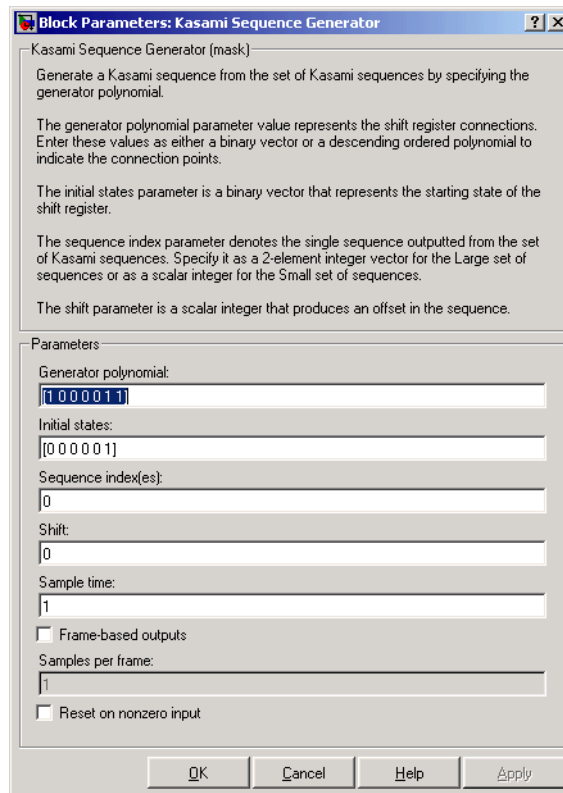 Block Parameters: Kasami Sequence Generator
Kasami Sequence Generator (mask)
Generate a Kasami sequence from the set of Kasami sequences by specifying the
generator polynomial.
The generator polynomial parameter value represents the shift register connections.
Enter these values as either a binary vector or a descending ordered polynomial to
indicate the connection points.
The initial states parameter is a binary vector that represents the starting state of the
shift register.
The sequence index parameter denotes the single sequence outputted from the set
of Kasami sequences. Specify it as a 2-element integer vector for the Large set of
sequences or as a scalar integer for the Small set of sequences.
The shift parameter is a scalar integer that produces an offset in the sequence.
Parameters
Generator polynomial:
[1 0 0 0 0 1 1]
Initial states:
[0 0 0 0 0 1]
Sequence index(es):
0
Shift:
0
Sample time:
1
Frame-based outputs
Samples per frame:
1
Reset on nonzero input
OK Cancel Help Apply